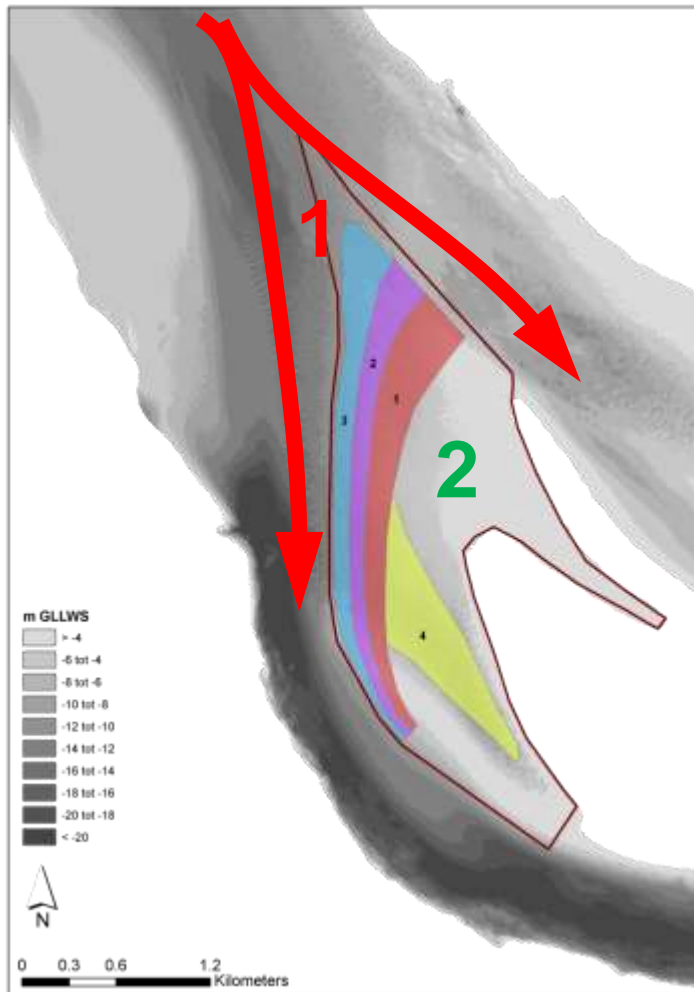 1
2
1
3
2
4
m GLLWS
> -4
-6 tot -4
-8 tot -6
-10 tot -8
-12 tot -10
-14 tot -12
-16 tot -14
-18 tot -16
-20 tot -18
< -20
N
0 0.3 0.6 1.2
Kilometers